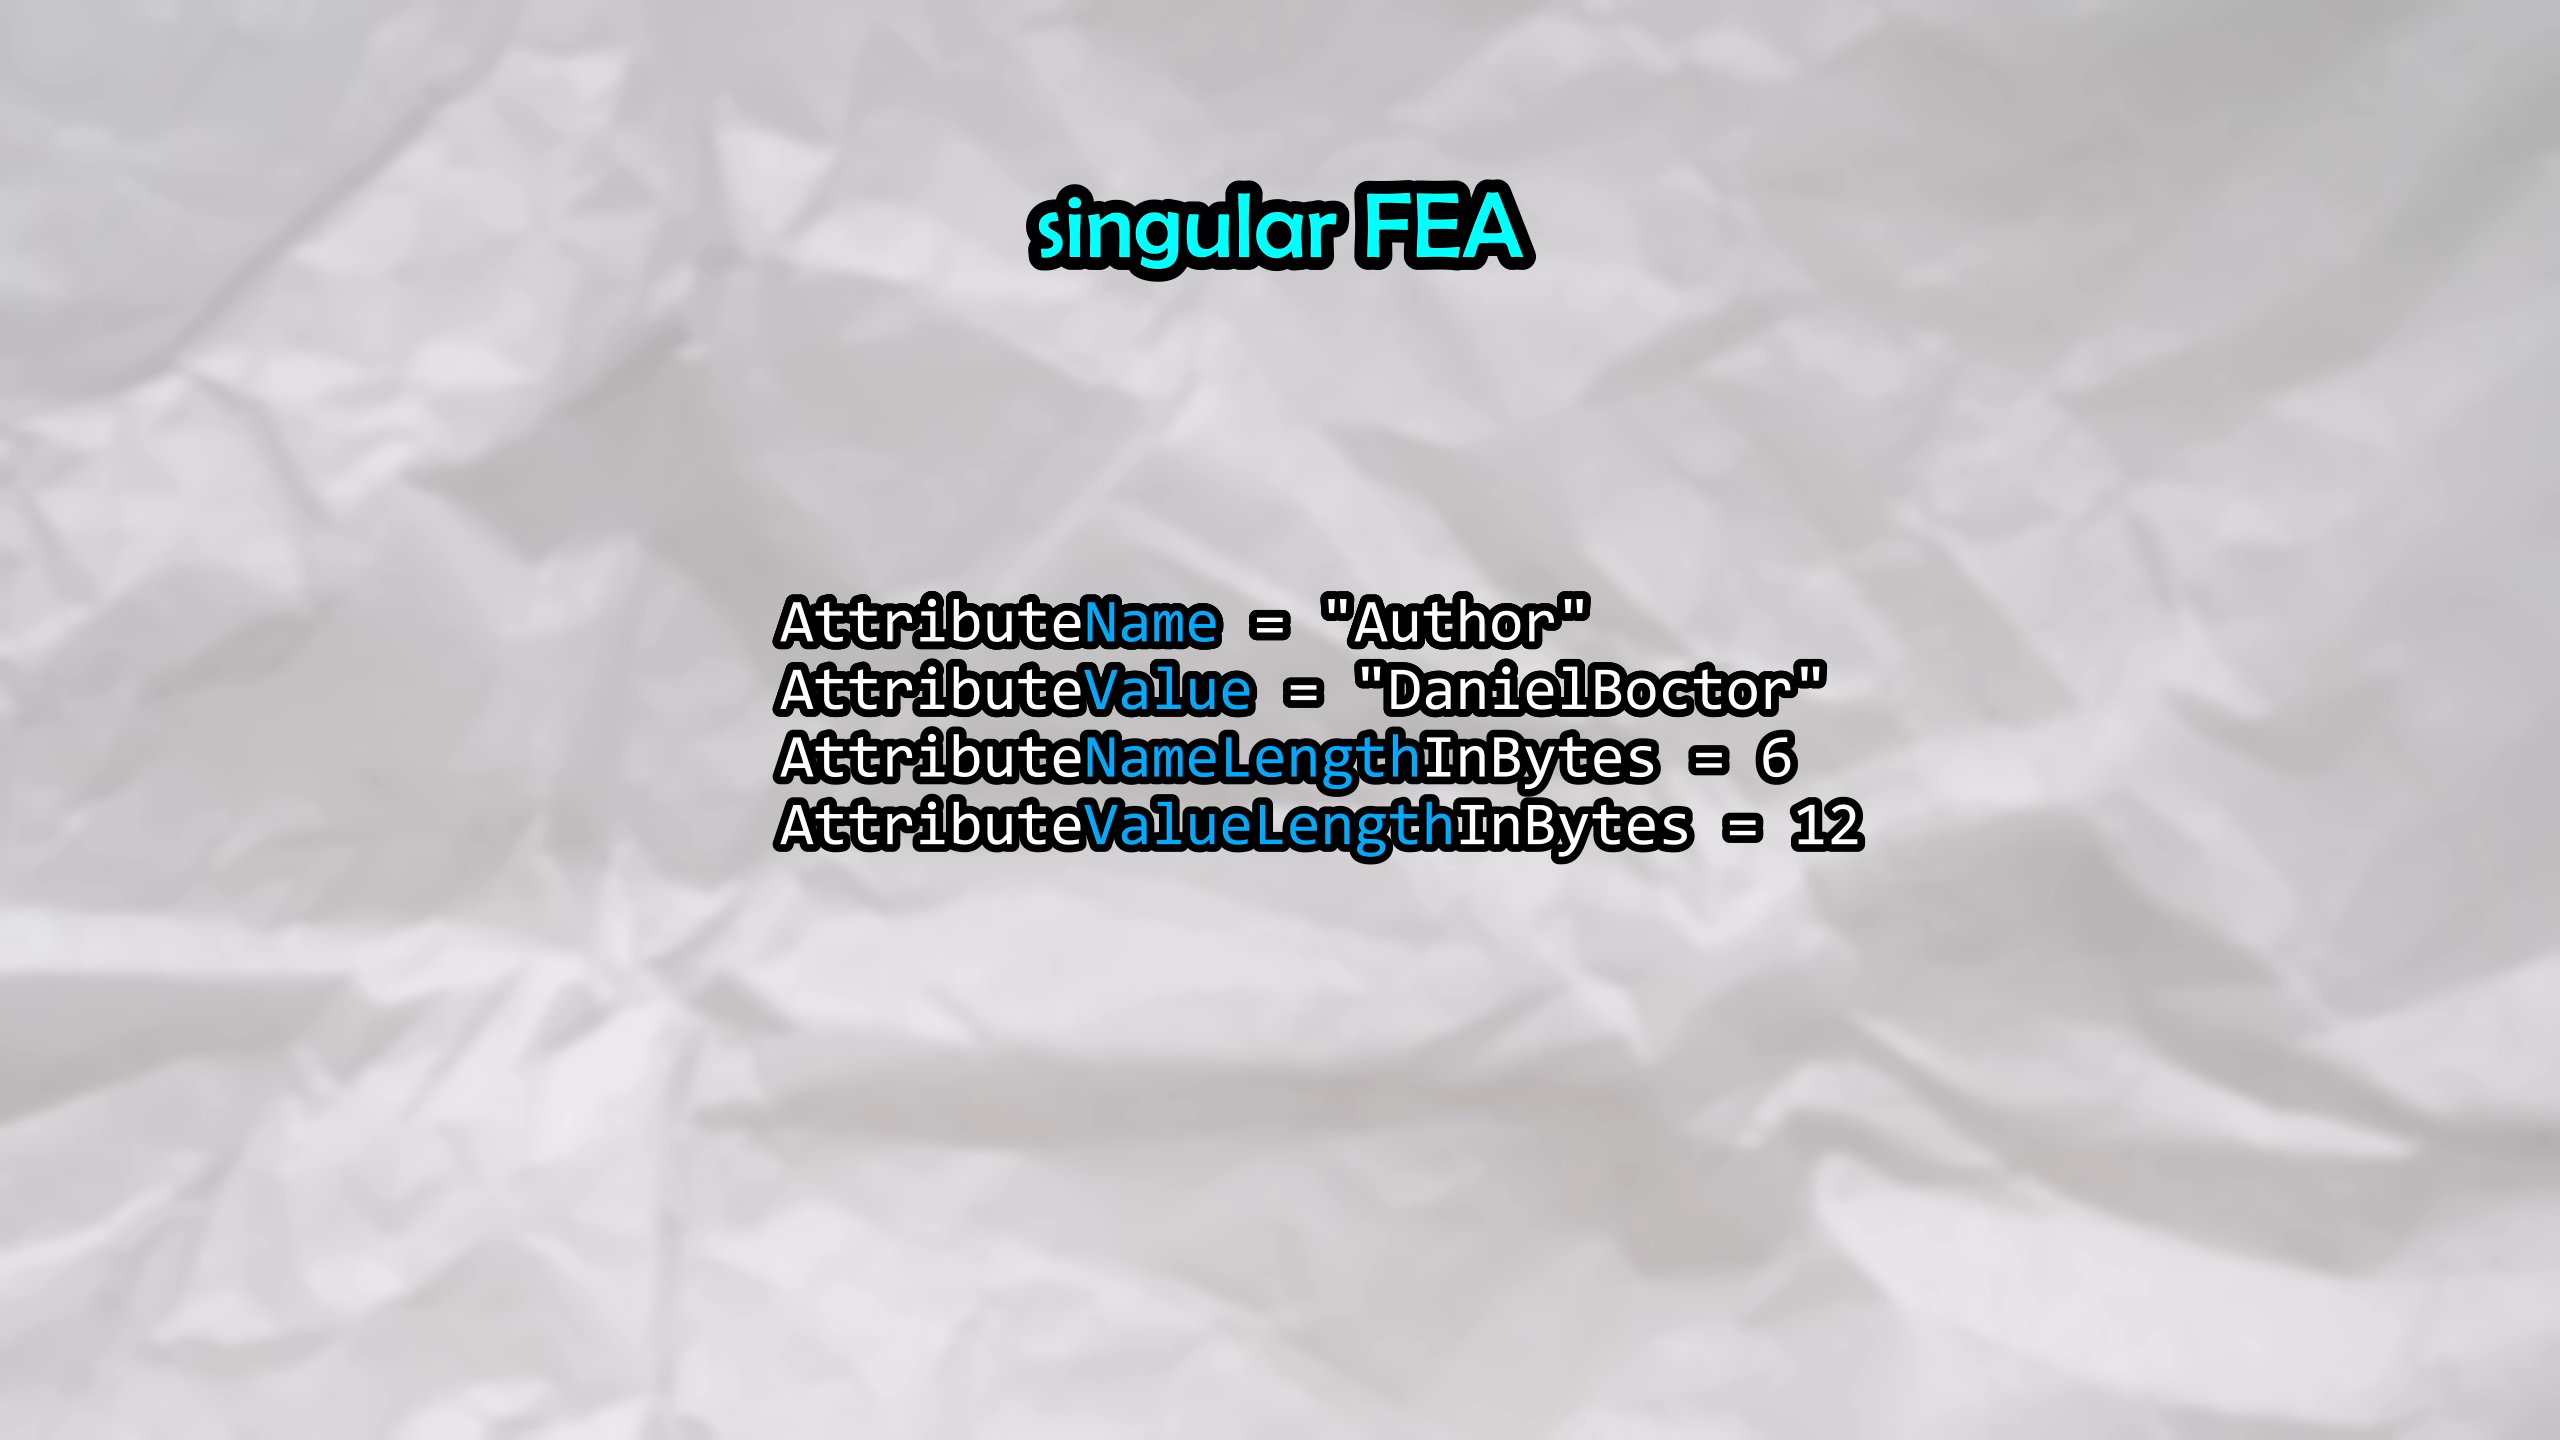 singular FEA
AttributeName = "Author"
AttributeValue = "DanielBoctor"
AttributeNameLengthInBytes = 6
AttributeValueLengthInBytes = 12